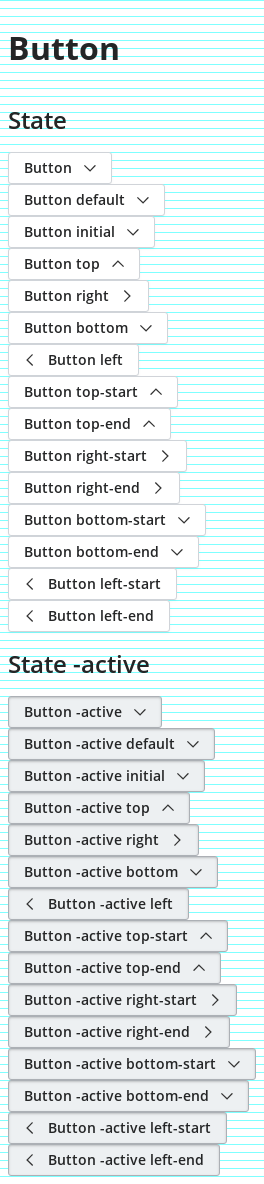 Button
State
Button
Button default
Button initial
Button top
Button right
Button bottom
Button left
Button top-start
Button top-end
Button right-start
Button right-end
Button bottom-start
Button bottom-end
Button left-start
Button left-end
State -active
Button -active
Button -active default
Button -active initial
Button -active top
Button -active right
Button -active bottom
Button -active left
Button -active top-start
Button -active top-end
Button -active right-start
Button -active right-end
Button -active bottom-start
Button -active bottom-end
Button -active left-start
Button -active left-end